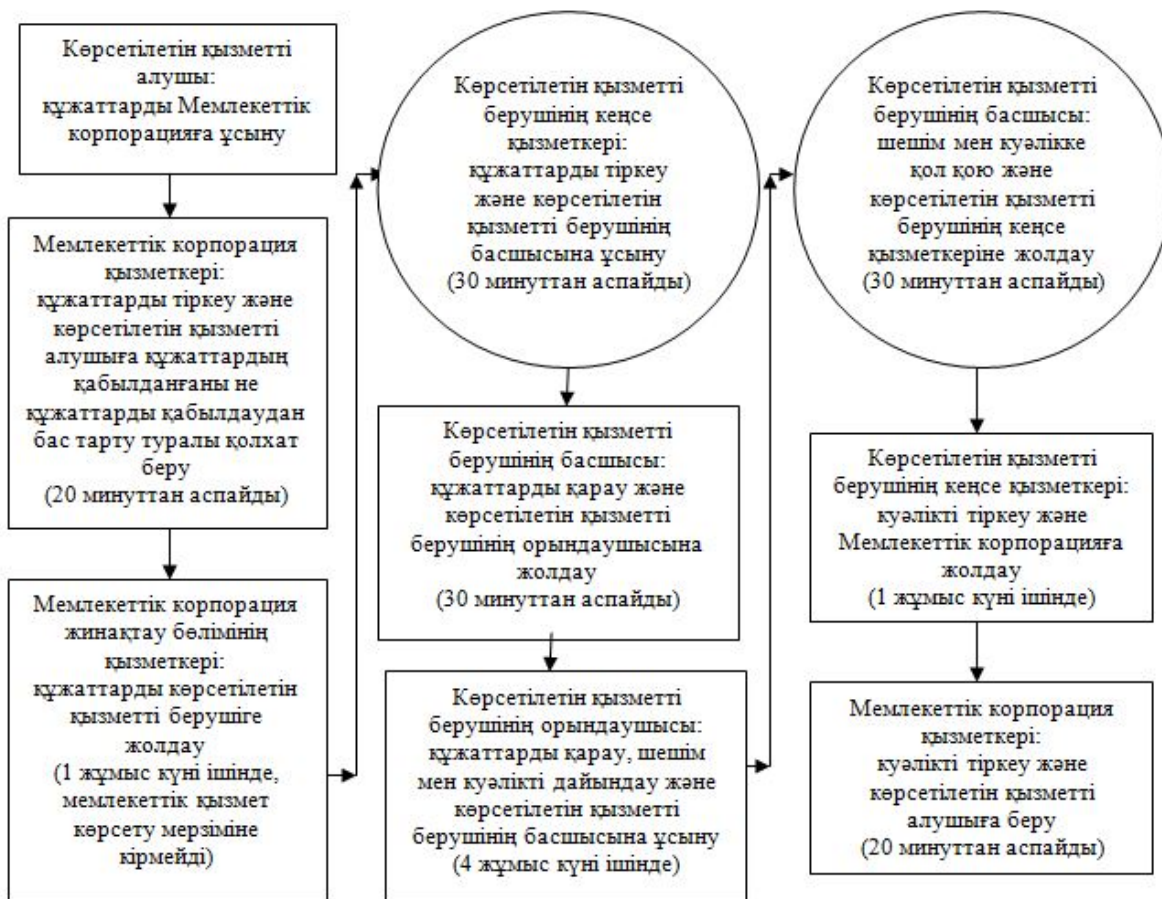 Көрсетілетін қызметті
алушы:
құжаттарды Мемлекеттік
корпорацияға ұсыну
Мемлекеттік корпорация
қызметкері:
құжаттарды тіркеу және
көрсетілетін қызметті
алушыға құжаттардың
қабылданғаны не
құжаттарды қабылдаудан
бас тарту туралы қолхат
беру
(20 минуттан аспайды)
Мемлекеттік корпорация
жинақтау бөлімінің
қызметкері:
құжаттарды көрсетілетін
қызметті берушіге
жолдау
(1 жұмыс күні ішінде,
мемлекеттік қызмет
көрсету мерзіміне
кірмейді)
Көрсетілетін қызметті
берушінің кеңсе
қызметкері:
құжаттарды тіркеу
және көрсетілетін
қызметті берушінің
басшысына ұсыну
(30 минуттан аспайды)
Көрсетілетін қызметті
берушінің басшысы:
құжаттарды қарау және
көрсетілетін қызметті
берушінің орындаушысына
жолдау
(30 минуттан аспайды)
Көрсетілетін қызметті
берушінің орындаушысы:
құжаттарды қарау, шешім
мен куәлікті дайындау және
көрсетілетін қызметті
берушінің басшысына ұсыну
(4 жұмыс күні ішінде)
Көрсетілетін қызметті
берушінің басшысы:
шешім мен куәлікке
қол қою және
көрсетілетін қызметті
берушінің кеңсе
қызметкеріне жолдау
(30 минуттан аспайды)
Көрсетілетін қызметті
берушінің кеңсе қызметкері:
куәлікті тіркеу және
Мемлекеттік корпорацияға
жолдау
(1 жұмыс күні ішінде)
Мемлекеттік корпорация
қызметкері:
куәлікті тіркеу және
көрсетілетін қызметті
алушыға беру
(20 минуттан аспайды)